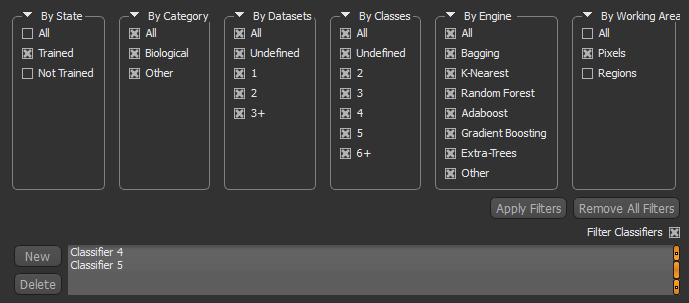 By State
All
Trained
Not Trained
By Category
All
Biological
Other
By Datasets
All
Undefined
1
2
3+
By Classes
All
Undefined
2
3
4
5
6+
By Engine
All
Bagging
K-Nearest
Random Forest
Adaboost
Gradient Boosting
Extra-Trees
Other
By Working Area
All
Pixels
Regions
Apply Filters
Remove All Filters
Filter Classifiers
New
Delete
Classifier 4
Classifier 5